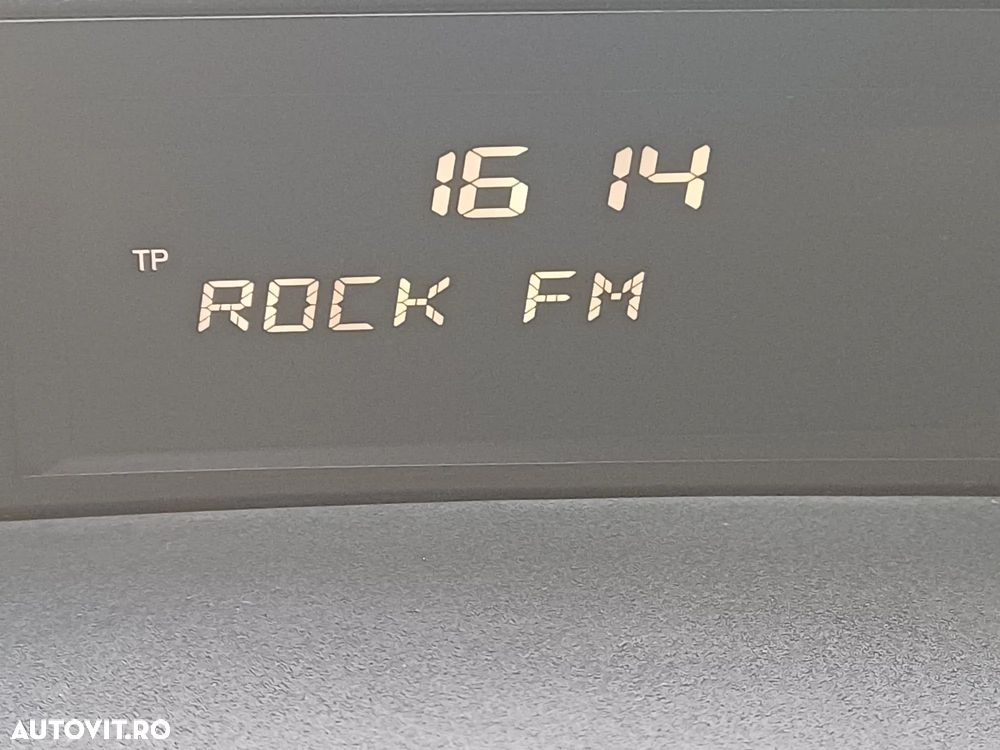 16 14
TP
ROCK FM
AUTOVIT.RO